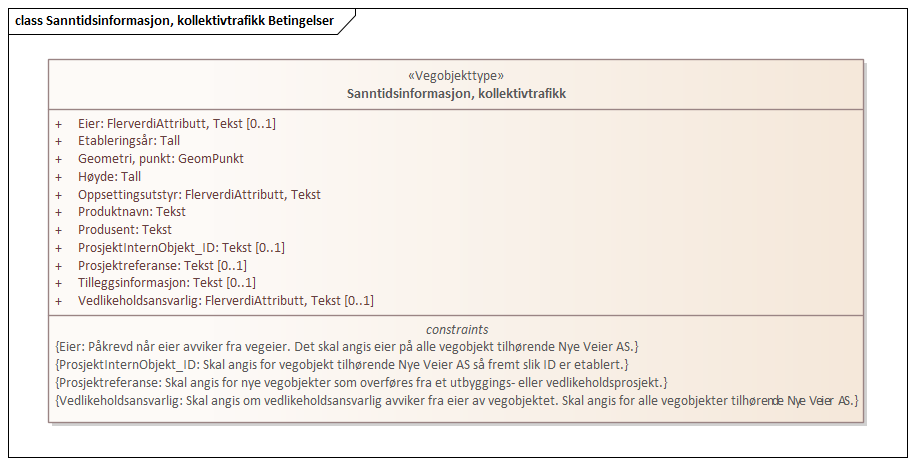 class Sanntidsinformasjon, kollektivtrafikk Betingelser
«Vegobjekttype»
Sanntidsinformasjon, kollektivtrafikk
+ Eier: FlerverdiAttributt, Tekst [0..1]
+ Etableringsår: Tall
+ Geometri, punkt: GeomPunkt
+ Høyde: Tall
+ Oppsettingsutstyr: FlerverdiAttributt, Tekst
+ Produktnavn: Tekst
+ Produsent: Tekst
+ ProsjektInternObjekt_ID: Tekst [0..1]
+ Prosjektreferanse: Tekst [0..1]
+ Tilleggsinformasjon: Tekst [0..1]
+ Vedlikeholdsansvarlig: FlerverdiAttributt, Tekst [0..1]
constraints
{Eier: Påkrevd når eier avviker fra vegeier. Det skal angis eier på alle vegobjekt tilhørende Nye Veier AS.}
{ProsjektInternObjekt_ID: Skal angis for vegobjekt tilhørende Nye Veier AS så fremt slik ID er etablert.}
{Prosjektreferanse: Skal angis for nye vegobjekter som overføres fra et utbyggings- eller vedlikeholdsprosjekt.}
{Vedlikeholdsansvarlig: Skal angis om vedlikeholdsansvarlig avviker fra eier av vegobjektet. Skal angis for alle vegobjekter tilhørende Nye Veier AS.}